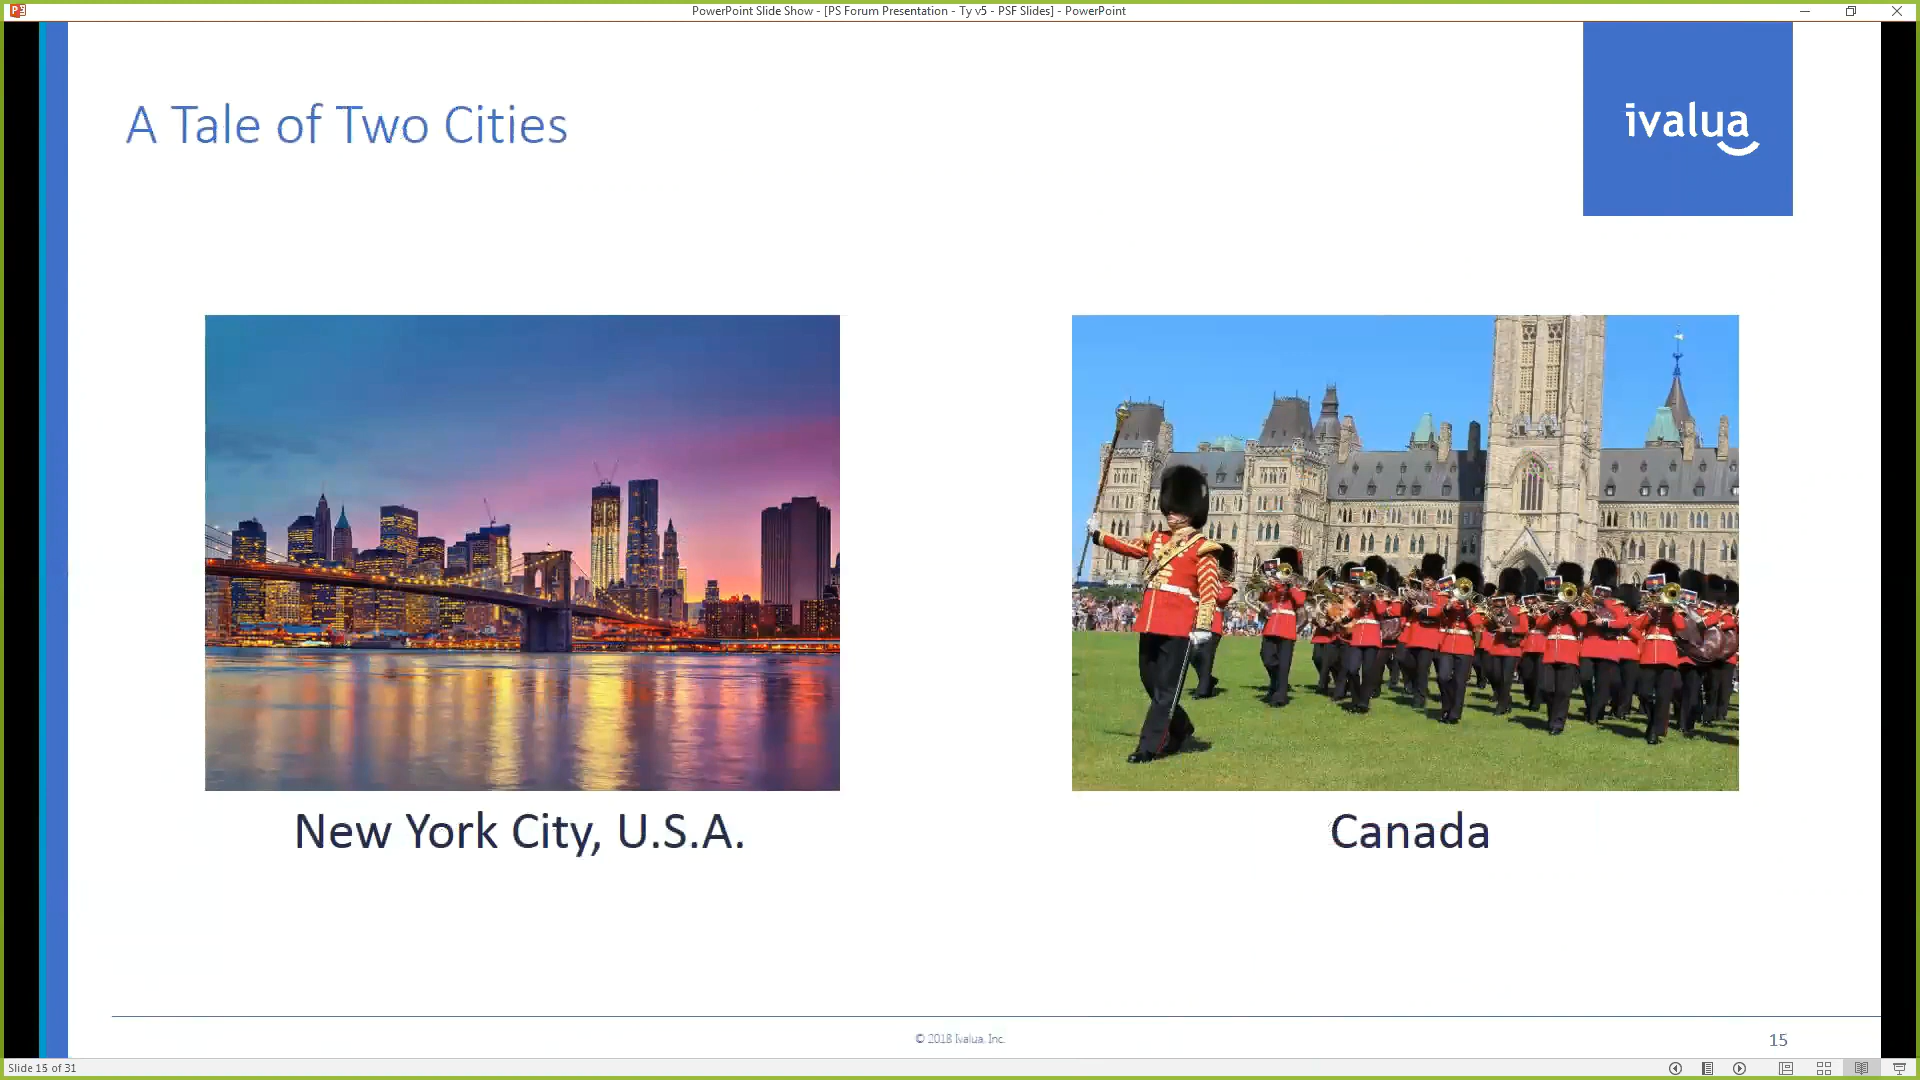 PowerPoint Slide Show - [PS Forum Presentation - Ty v5 - PSF Slides] - PowerPoint
A Tale of Two Cities
ivalua
New York City, U.S.A.
Canada
© 2018 Ivalua, Inc.
15
Slide 15 of 31